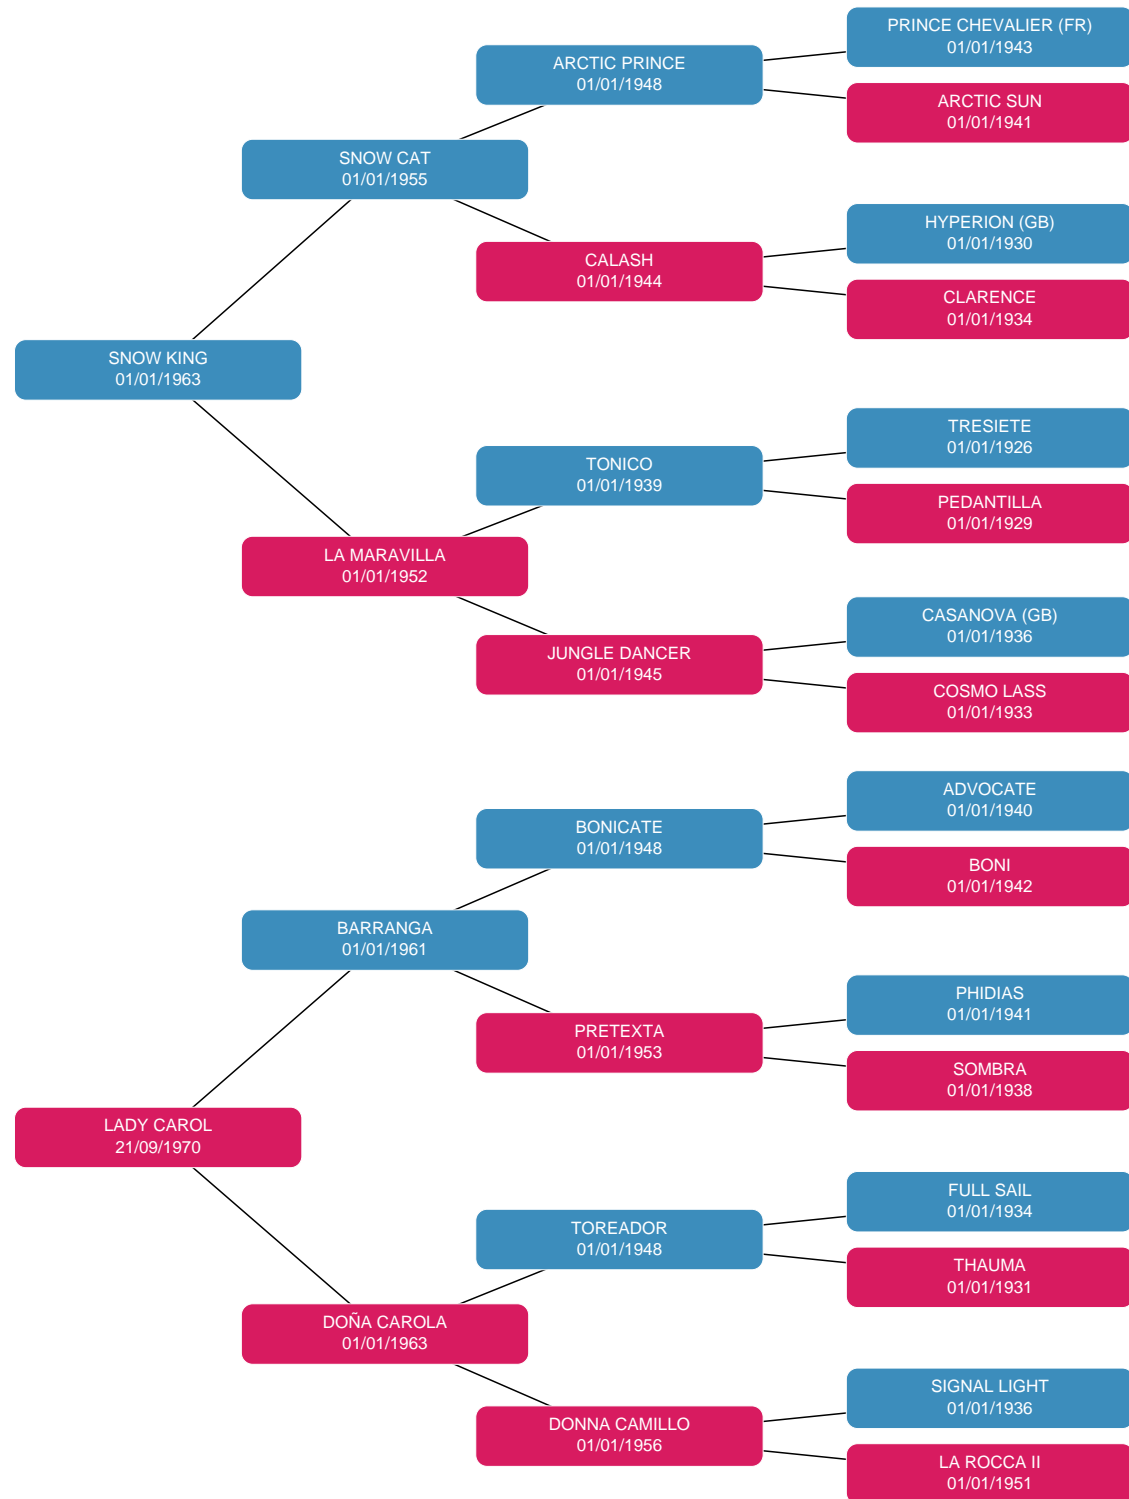 PRINCE CHEVALIER (FR)
01/01/1943
ARCTIC PRINCE
01/01/1948
ARCTIC SUN
01/01/1941
SNOW CAT
01/01/1955
HYPERION (GB)
01/01/1930
CALASH
01/01/1944
CLARENCE
01/01/1934
SNOW KING
01/01/1963
TRESIETE
01/01/1926
TONICO
01/01/1939
PEDANTILLA
01/01/1929
LA MARAVILLA
01/01/1952
CASANOVA (GB)
01/01/1936
JUNGLE DANCER
01/01/1945
COSMO LASS
01/01/1933
ADVOCATE
01/01/1940
BONICATE
01/01/1948
BONI
01/01/1942
BARRANGA
01/01/1961
PHIDIAS
01/01/1941
PRETEXTA
01/01/1953
SOMBRA
01/01/1938
LADY CAROL
21/09/1970
FULL SAIL
01/01/1934
TOREADOR
01/01/1948
THAUMA
01/01/1931
DOÑA CAROLA
01/01/1963
SIGNAL LIGHT
01/01/1936
DONNA CAMILLO
01/01/1956
LA ROCCA II
01/01/1951